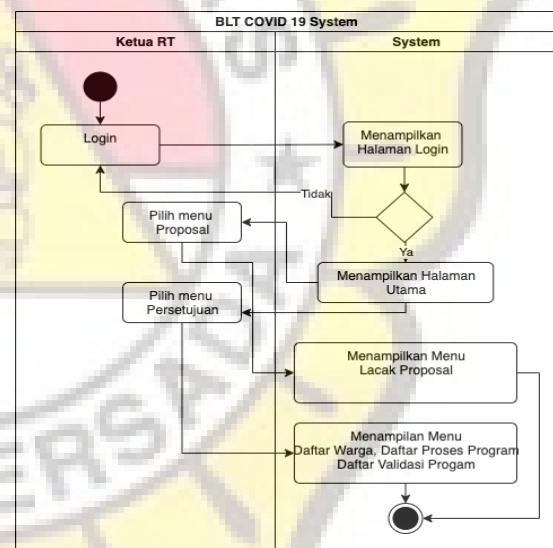 BLT COVID 19 System
Ketua RT
System
Login
Menampilkan
Halaman Login
Tidak
Pilih menu
Proposal
Ya
Menampilkan Halaman
Utama
Pilih menu
Persetujuan
Menampilkan Menu
Lacak Proposal
Menampilan Menu
Daftar Warga, Daftar Proses Program
Daftar Validasi Progam
ERSA